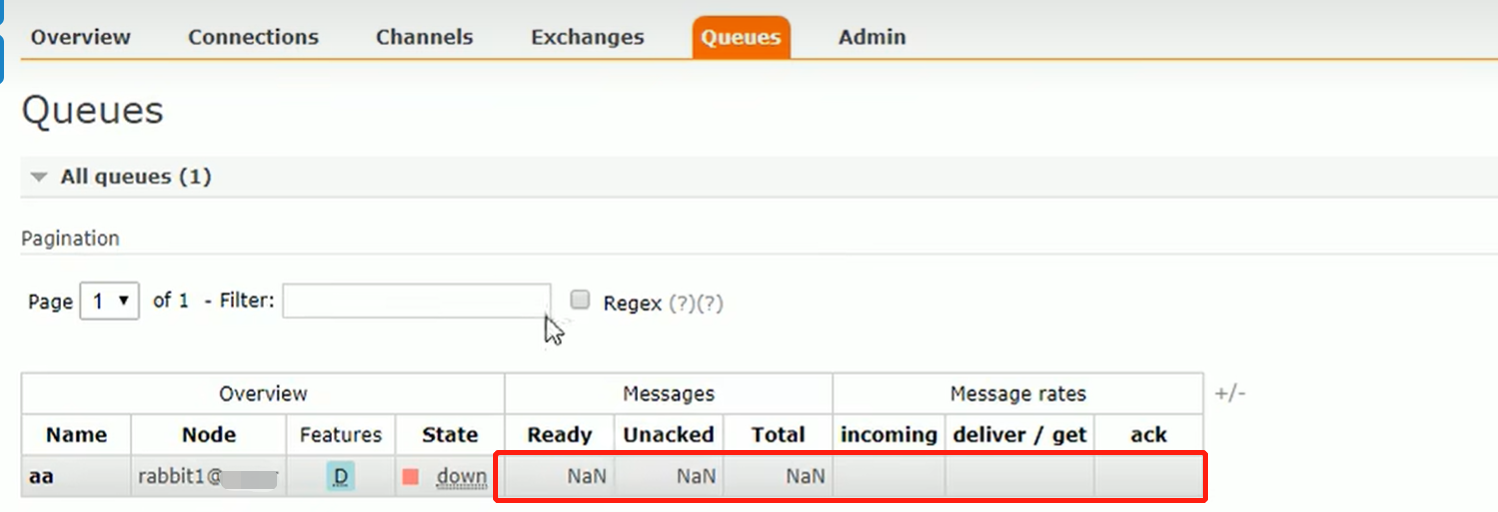 Overview Connections Channels Exchanges Queues Admin
Queues
All queues (1)
Pagination
Page 1 of 1 - Filter: Regex (?)(?)
Overview Messages Message rates +/-
Name Node Features State Ready Unacked Total incoming deliver / get ack
aa rabbit1@ D down NaN NaN NaN